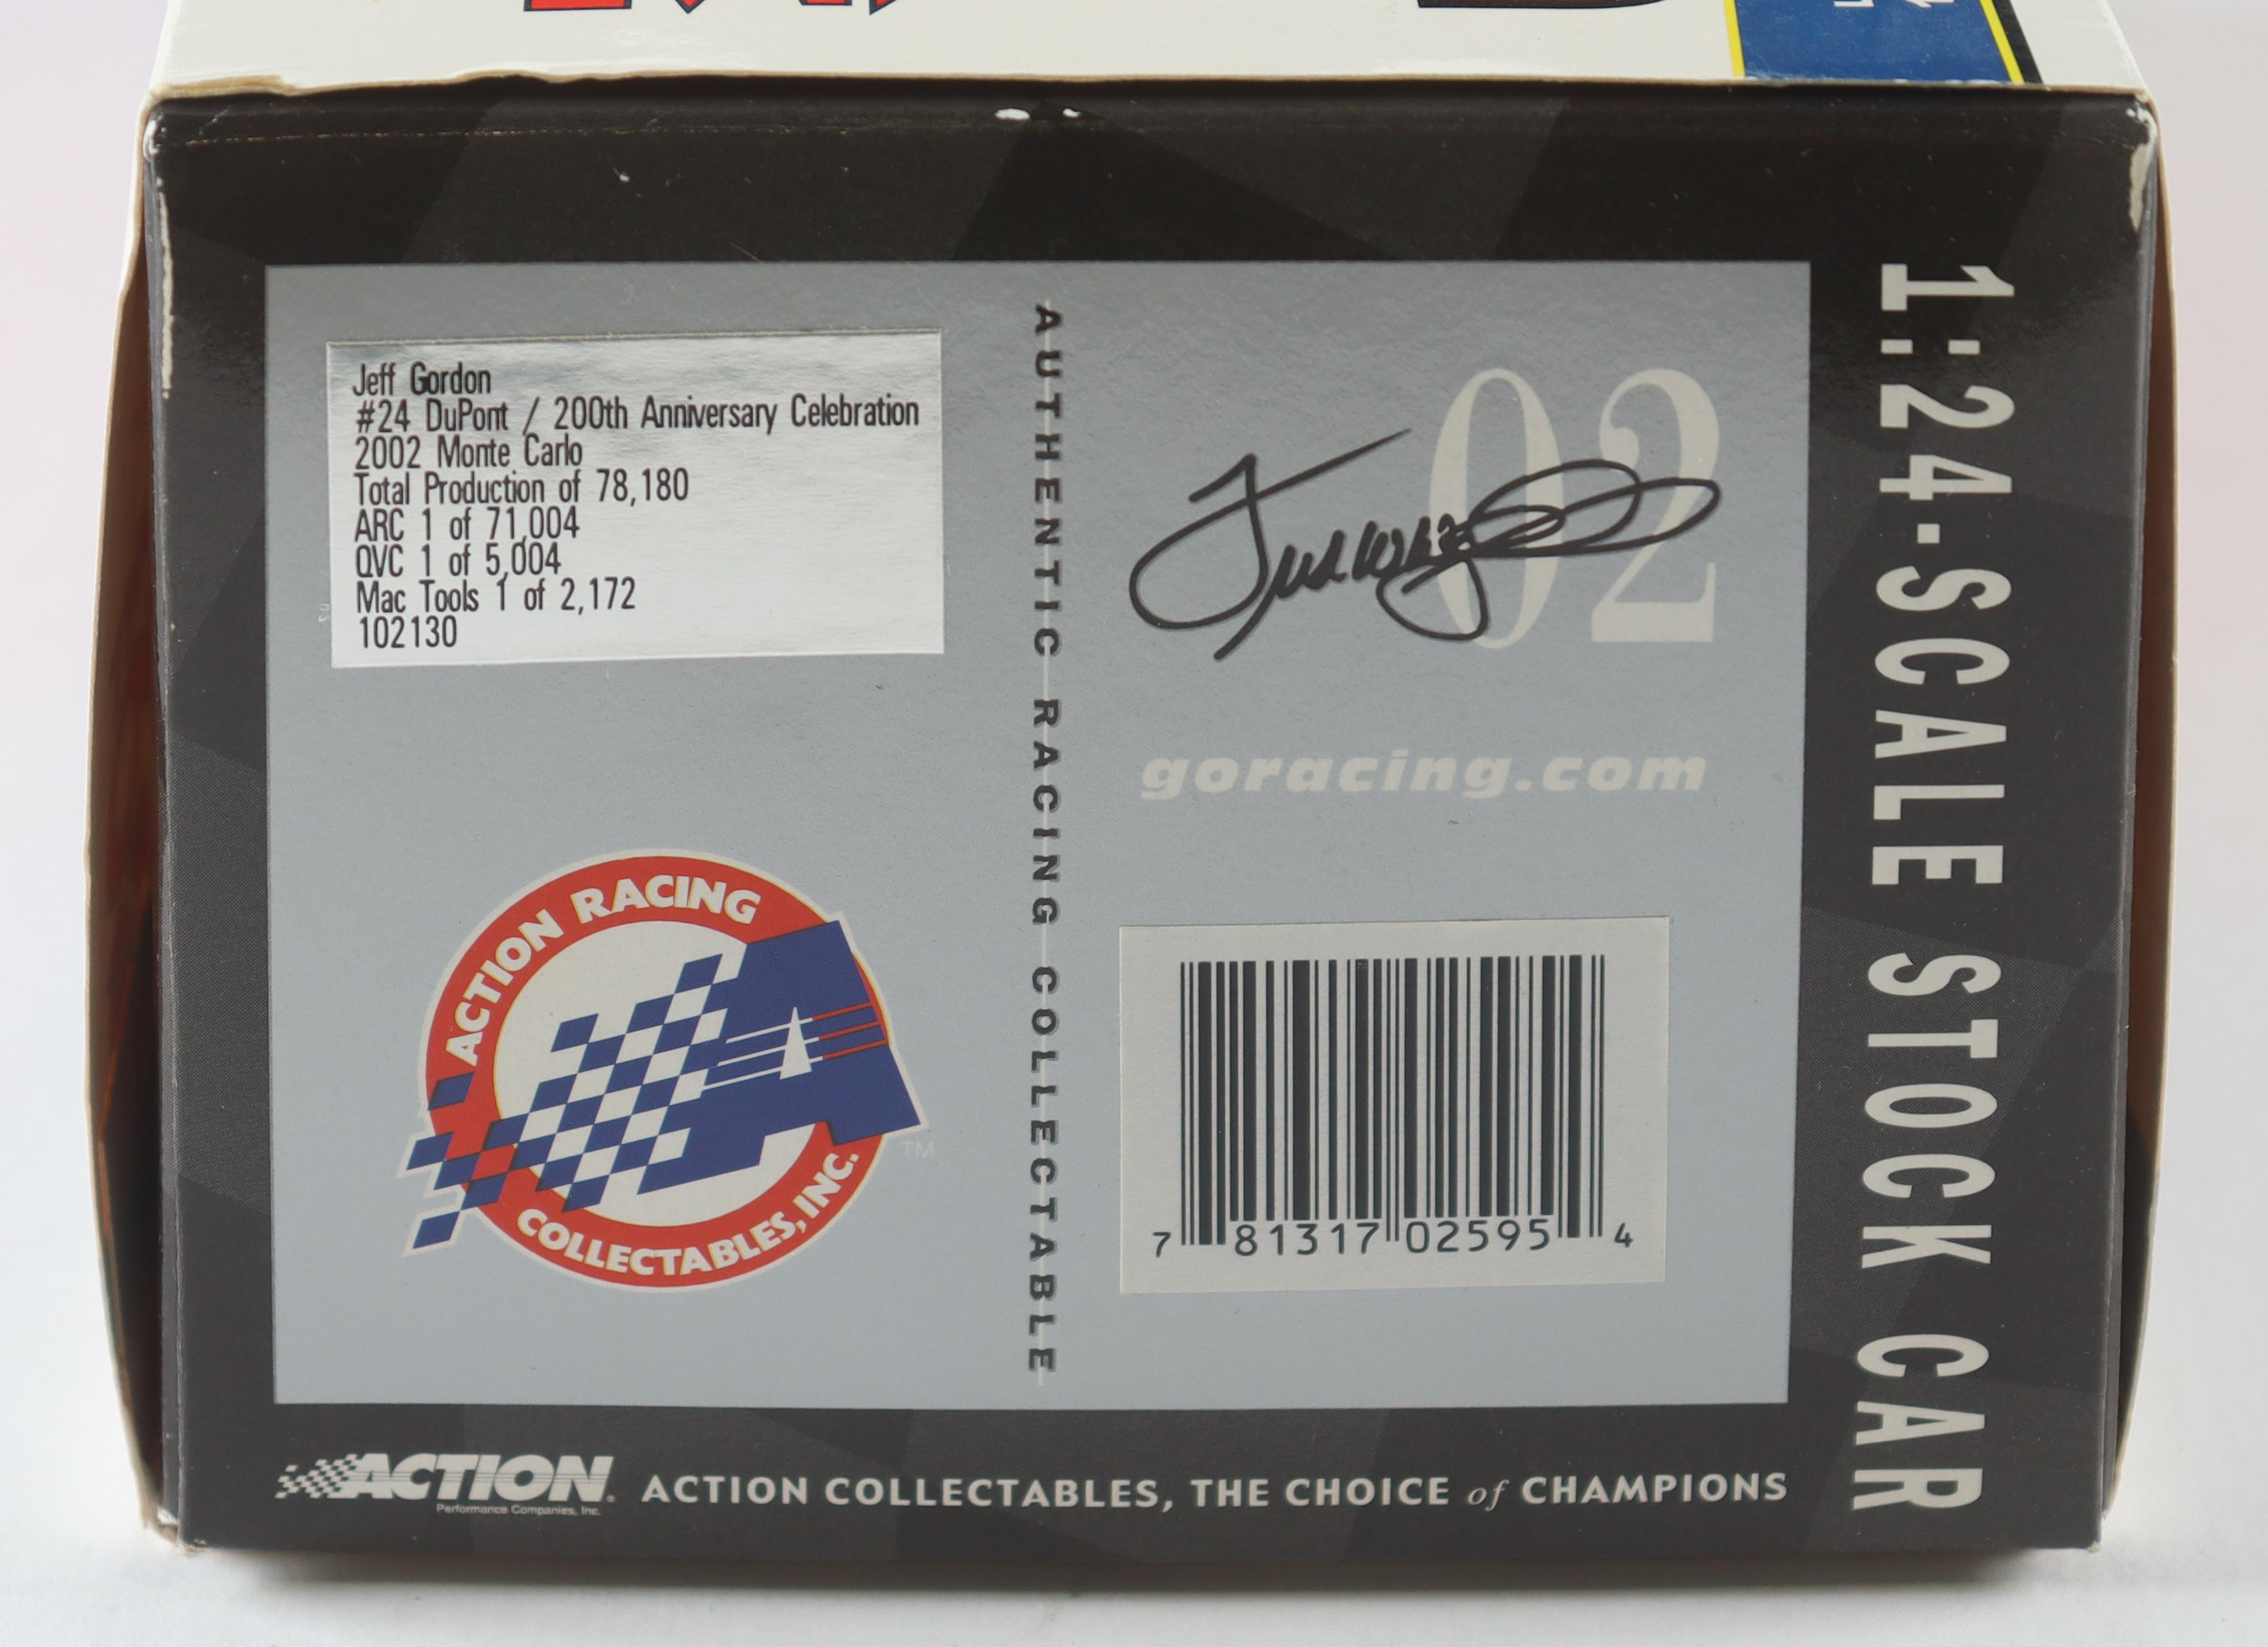 Jeff Gordon
#24 DuPont / 200th Anniversary Celebration
2002 Monte Carlo
Total Production of 78,180
ARC 1 of 71,004
QVC 1 of 5,004
Mac Tools 1 of 2,172
102130
AUTHENTIC RACING COLLECTABLE
02
goracing.com
1:24-SCALE STOCK CAR
ACTION RACING
COLLECTABLES, INC.
TM
7 81317 02595 4
ACTION
Performance Companies, Inc.
ACTION COLLECTABLES, THE CHOICE of CHAMPIONS